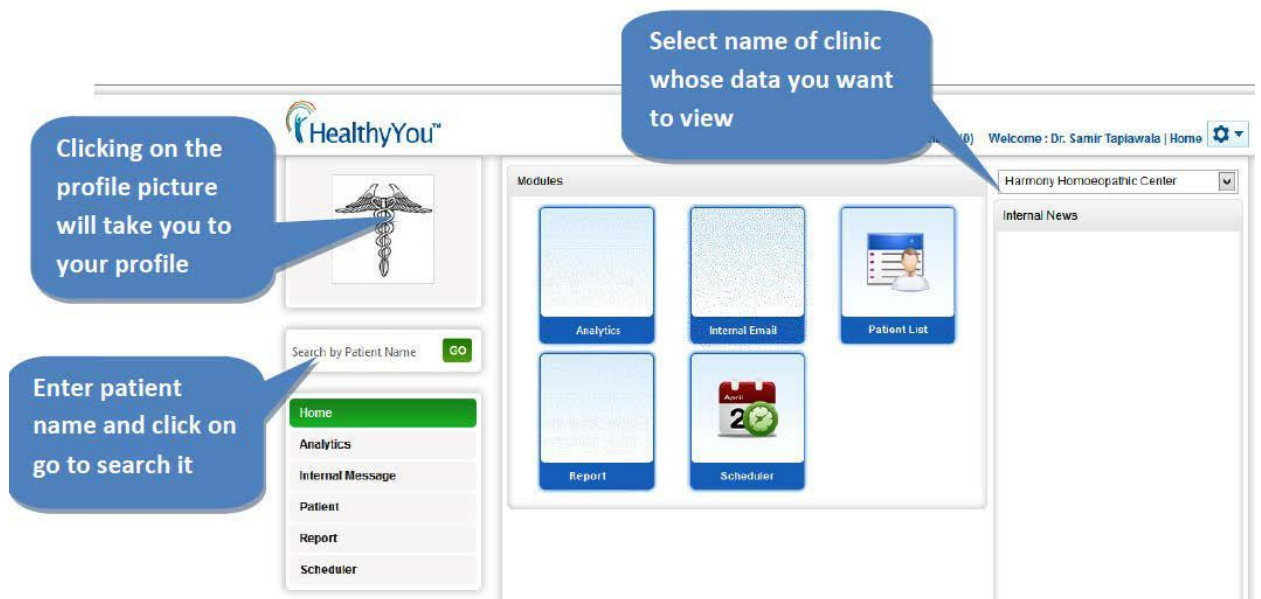 Select name of clinic
whose data you want
to view
HealthyYou™
Clicking on the
profile picture
will take you to
your profile
Welcome : Dr. Samir Tapiawala | Home
Modules
Harmony Homoeopathic Center
Internal News
Analytics
Internal Email
Patient List
Search by Patient Name GO
Enter patient
name and click on
go to search it
April
2
Report
Scheduler
Home
Analytics
Internal Message
Patient
Report
Scheduler